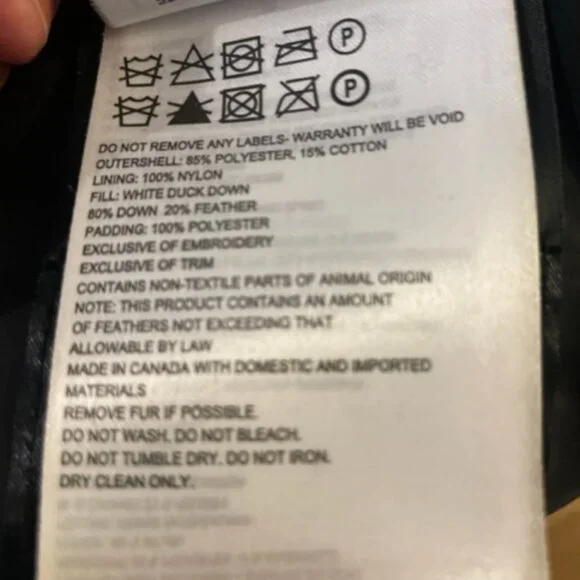 P
P
DO NOT REMOVE ANY LABELS- WARRANTY WILL BE VOID
OUTERSHELL: 85% POLYESTER, 15% COTTON
LINING: 100% NYLON
FILL: WHITE DUCK DOWN
80% DOWN 20% FEATHER
PADDING: 100% POLYESTER
EXCLUSIVE OF EMBROIDERY
EXCLUSIVE OF TRIM
CONTAINS NON-TEXTILE PARTS OF ANIMAL ORIGIN
NOTE: THIS PRODUCT CONTAINS AN AMOUNT
OF FEATHERS NOT EXCEEDING THAT
ALLOWABLE BY LAW
MADE IN CANADA WITH DOMESTIC AND IMPORTED
MATERIALS
REMOVE FUR IF POSSIBLE.
DO NOT WASH. DO NOT BLEACH.
DO NOT TUMBLE DRY. DO NOT IRON.
DRY CLEAN ONLY.